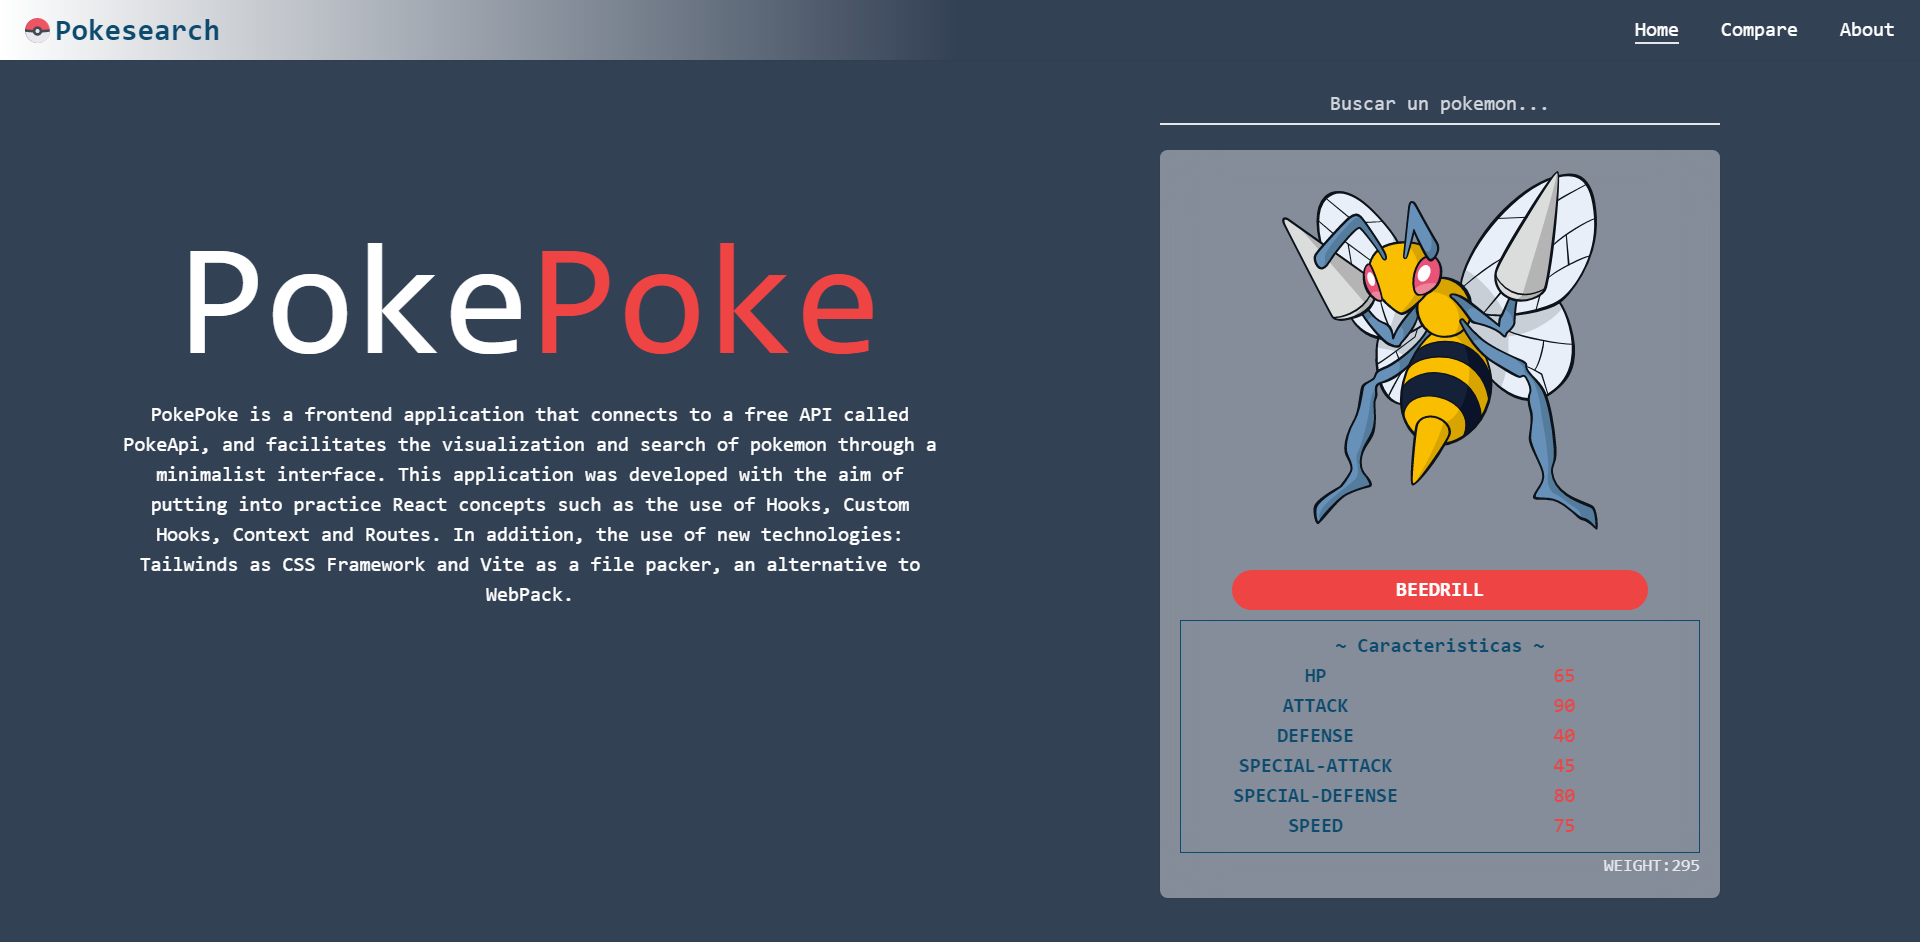 Pokesearch
Home
Compare
About
PokePoke
PokePoke is a frontend application that connects to a free API called
PokeApi, and facilitates the visualization and search of pokemon through a
minimalist interface. This application was developed with the aim of
putting into practice React concepts such as the use of Hooks, Custom
Hooks, Context and Routes. In addition, the use of new technologies:
Tailwinds as CSS Framework and Vite as a file packer, an alternative to
WebPack.
Buscar un pokemon...
BEEDRILL
~ Caracteristicas ~
HP 65
ATTACK 90
DEFENSE 40
SPECIAL-ATTACK 45
SPECIAL-DEFENSE 80
SPEED 75
WEIGHT:295